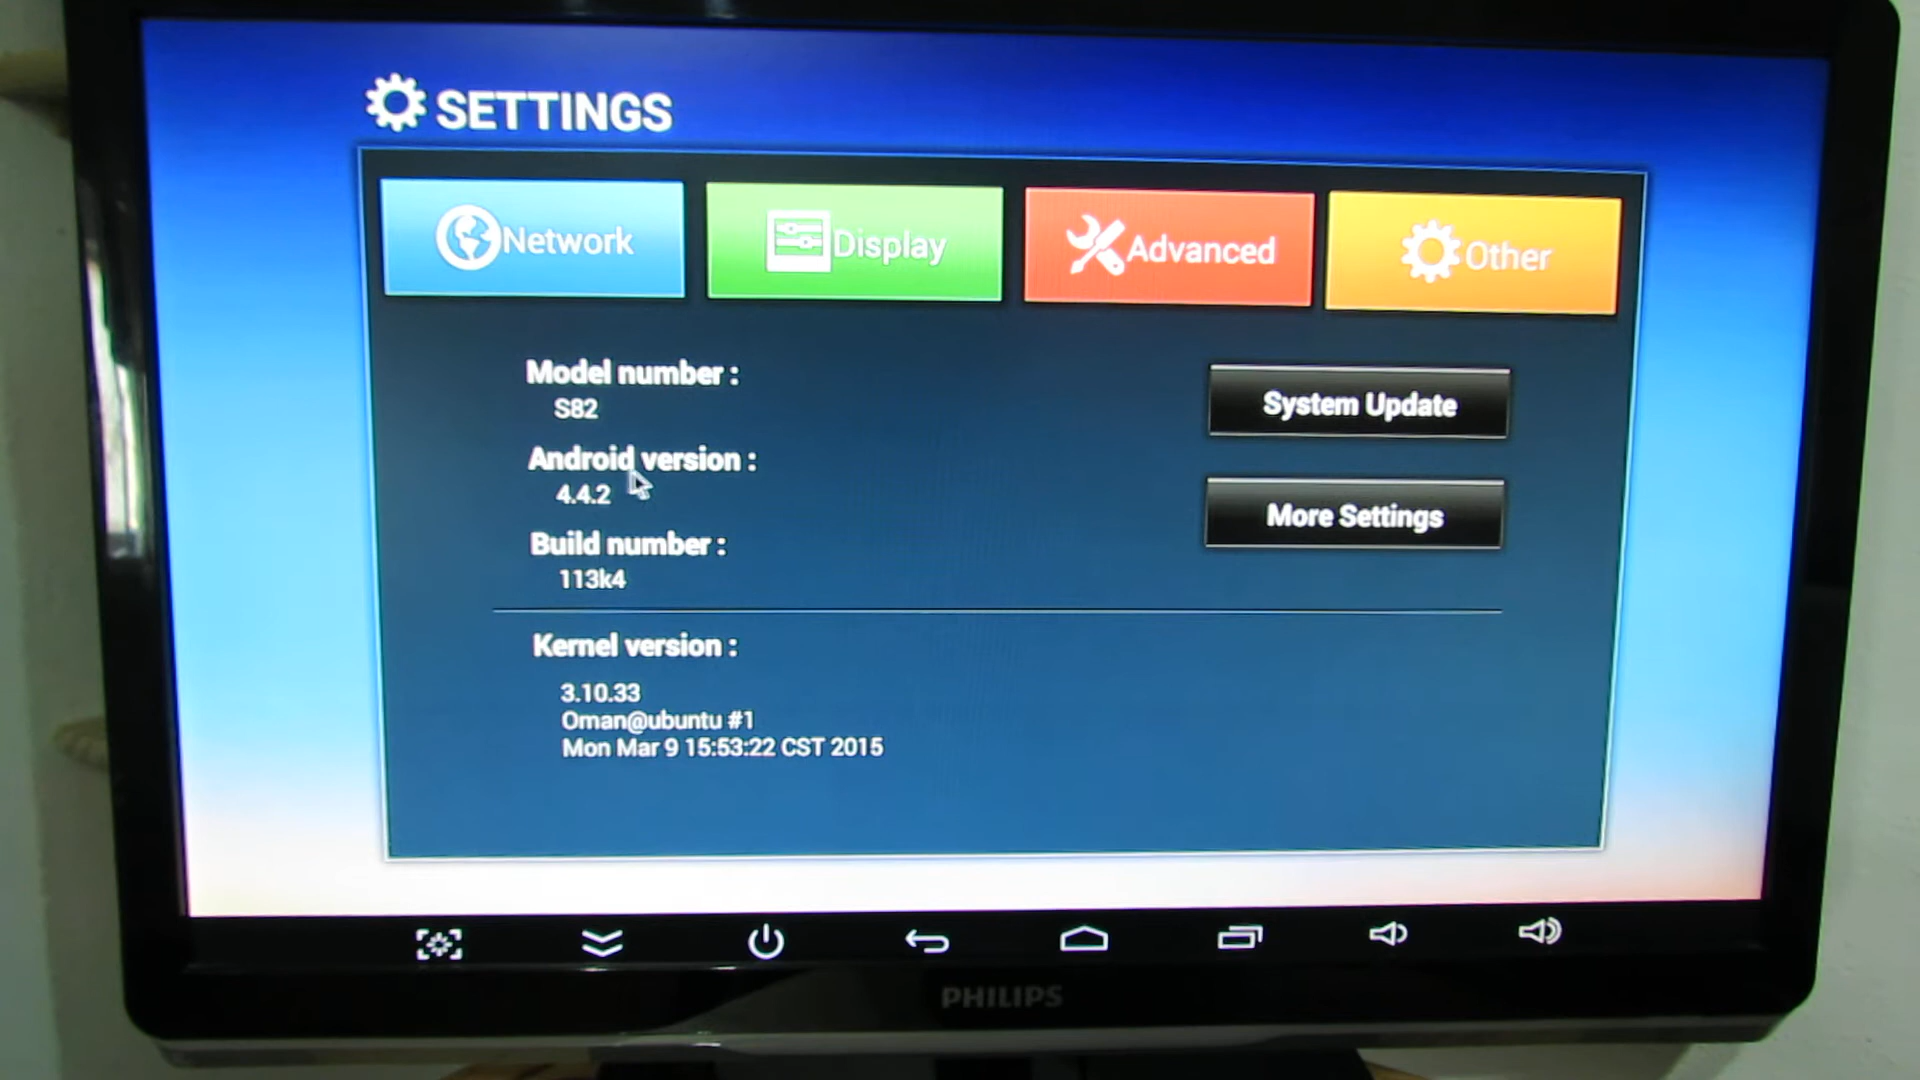 SETTINGS
Network
Display
Advanced
Other
Model number :
S82
System Update
Android version :
4.4.2
More Settings
Build number :
113k4
Kernel version :
3.10.33
Oman@ubuntu #1
Mon Mar 9 15:53:22 CST 2015
PHILIPS